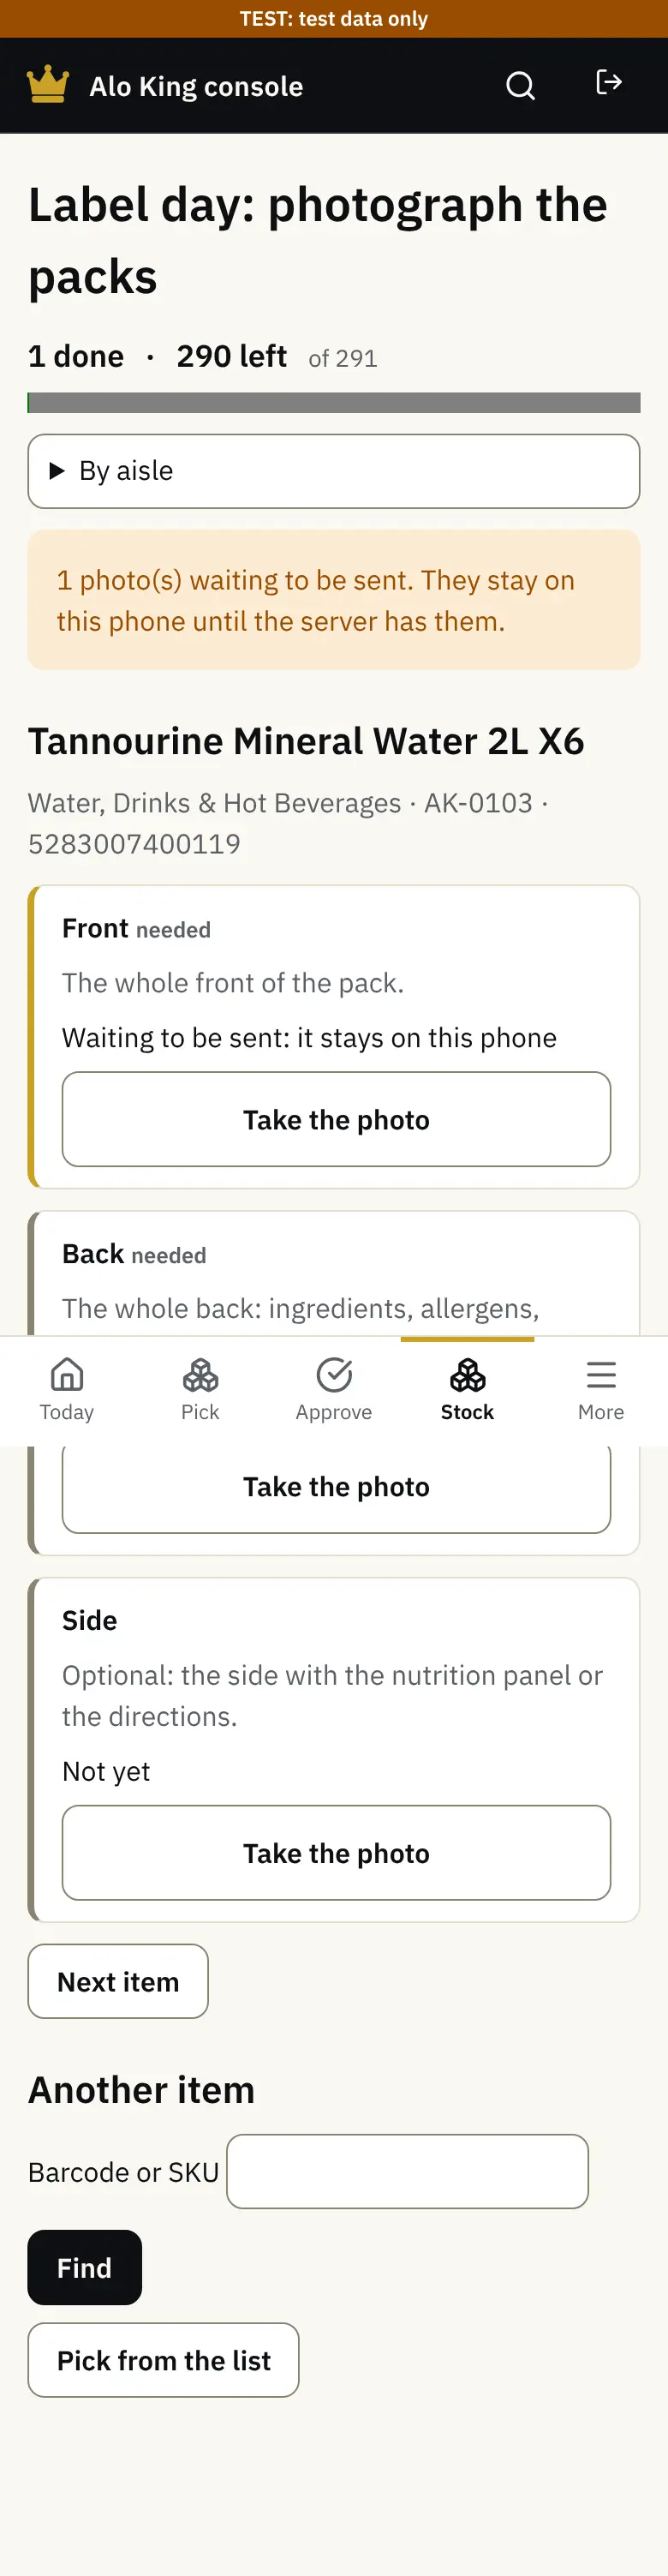 TEST: test data only
Alo King console
Label day: photograph the
packs
1 done · 290 left of 291
By aisle
1 photo(s) waiting to be sent. They stay on
this phone until the server has them.
Tannourine Mineral Water 2L X6
Water, Drinks & Hot Beverages · AK-0103 ·
5283007400119
Front needed
The whole front of the pack.
Waiting to be sent: it stays on this phone
Take the photo
Back needed
The whole back: ingredients, allergens,
Today Pick Approve Stock More
Take the photo
Side
Optional: the side with the nutrition panel or
the directions.
Not yet
Take the photo
Next item
Another item
Barcode or SKU
Find
Pick from the list